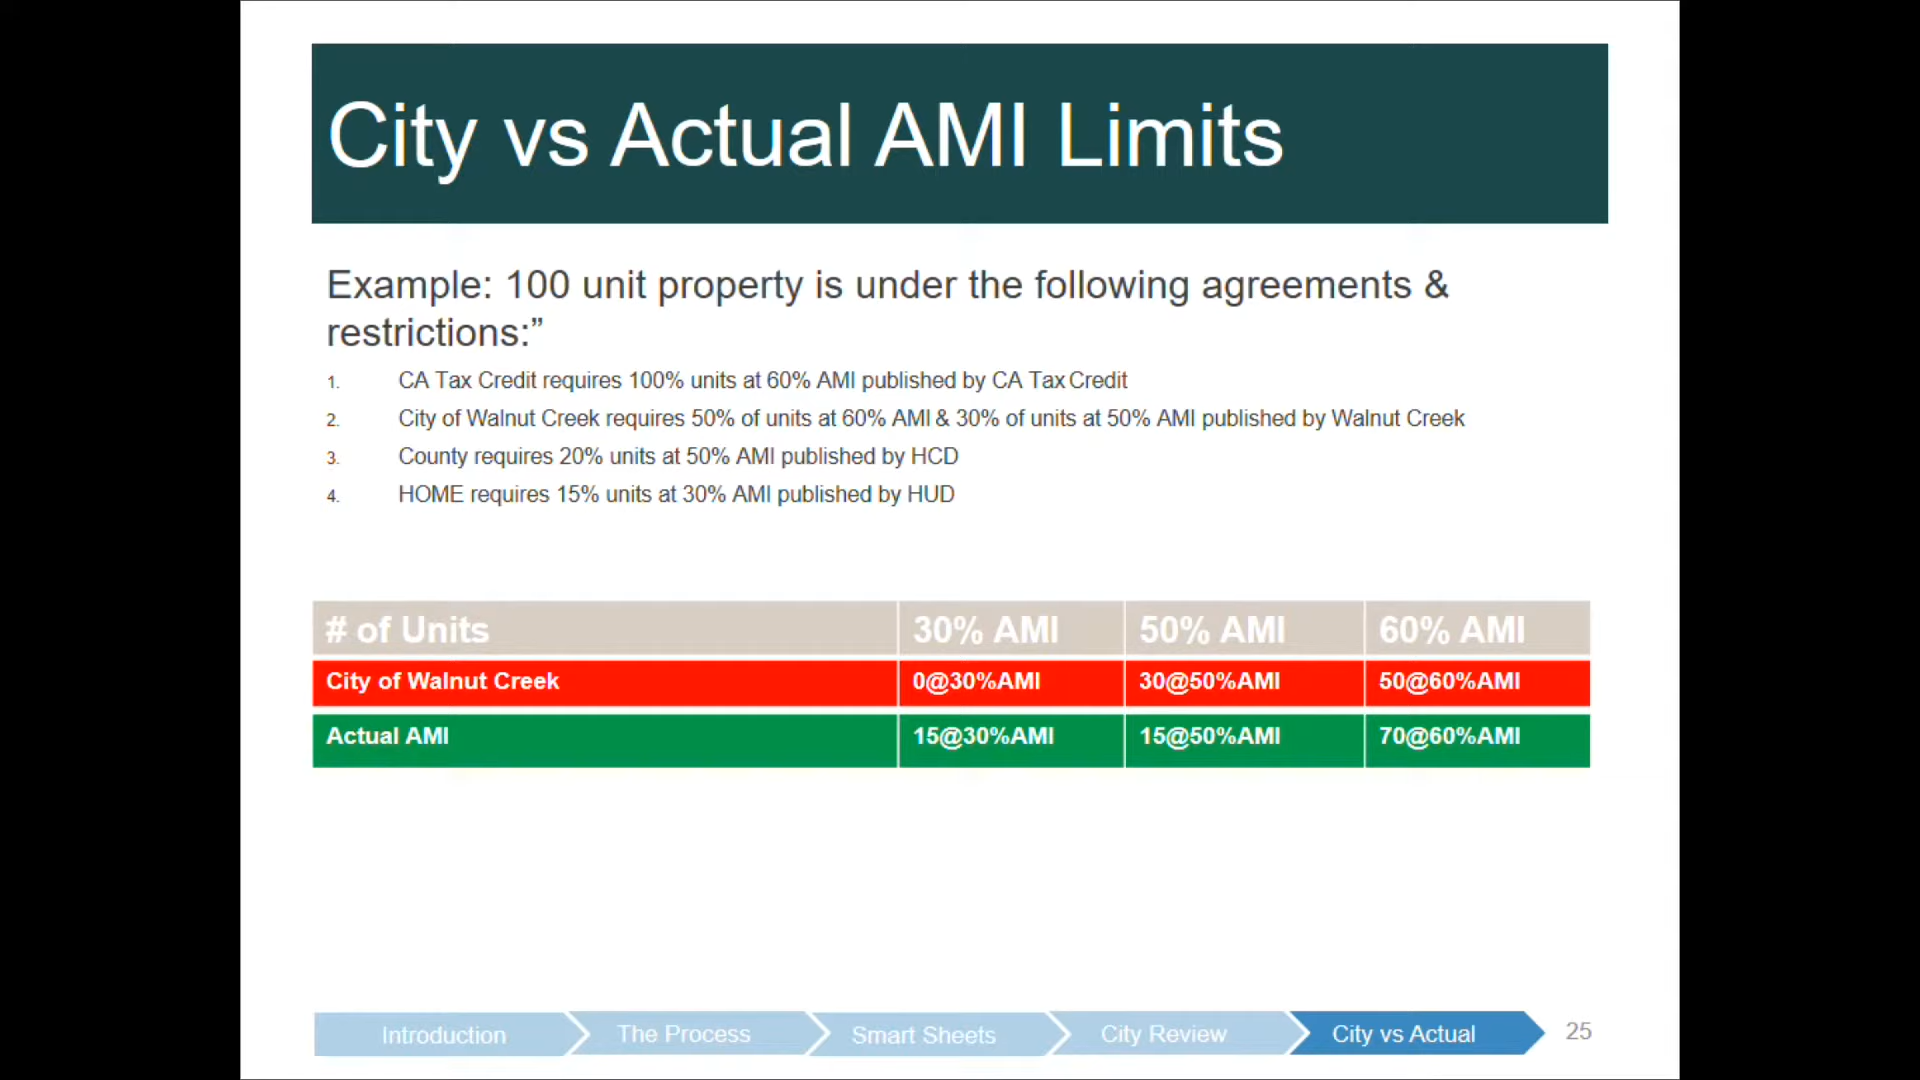 City vs Actual AMI Limits
Example: 100 unit property is under the following agreements &
restrictions:”
1. CA Tax Credit requires 100% units at 60% AMI published by CA Tax Credit
2. City of Walnut Creek requires 50% of units at 60% AMI & 30% of units at 50% AMI published by Walnut Creek
3. County requires 20% units at 50% AMI published by HCD
4. HOME requires 15% units at 30% AMI published by HUD
# of Units 30% AMI 50% AMI 60% AMI
City of Walnut Creek 0@30%AMI 30@50%AMI 50@60%AMI
Actual AMI 15@30%AMI 15@50%AMI 70@60%AMI
Introduction The Process Smart Sheets City Review City vs Actual 25